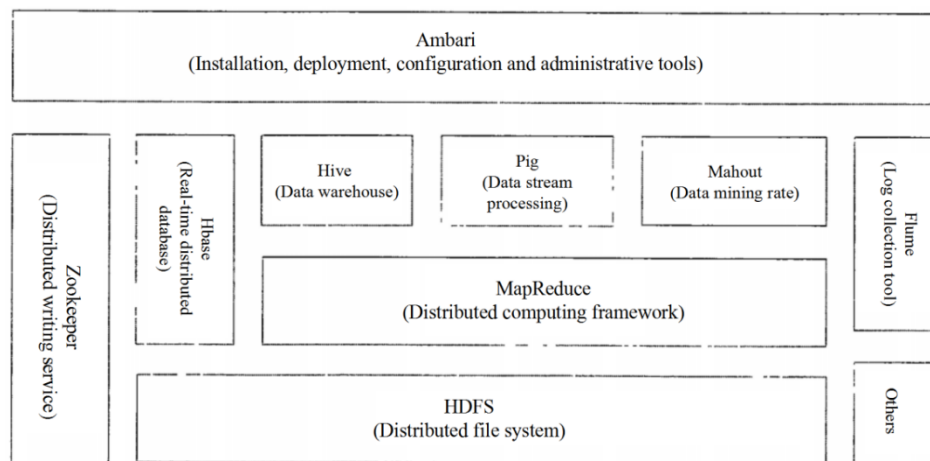 Ambari
(Installation, deployment, configuration and administrative tools)
Zookeeper
(Distributed writing service)
Hbase
(Real-time distributed
database)
Hive
(Data warehouse)
Pig
(Data stream
processing)
Mahout
(Data mining rate)
Flume
(Log collection tool)
MapReduce
(Distributed computing framework)
HDFS
(Distributed file system)
Others